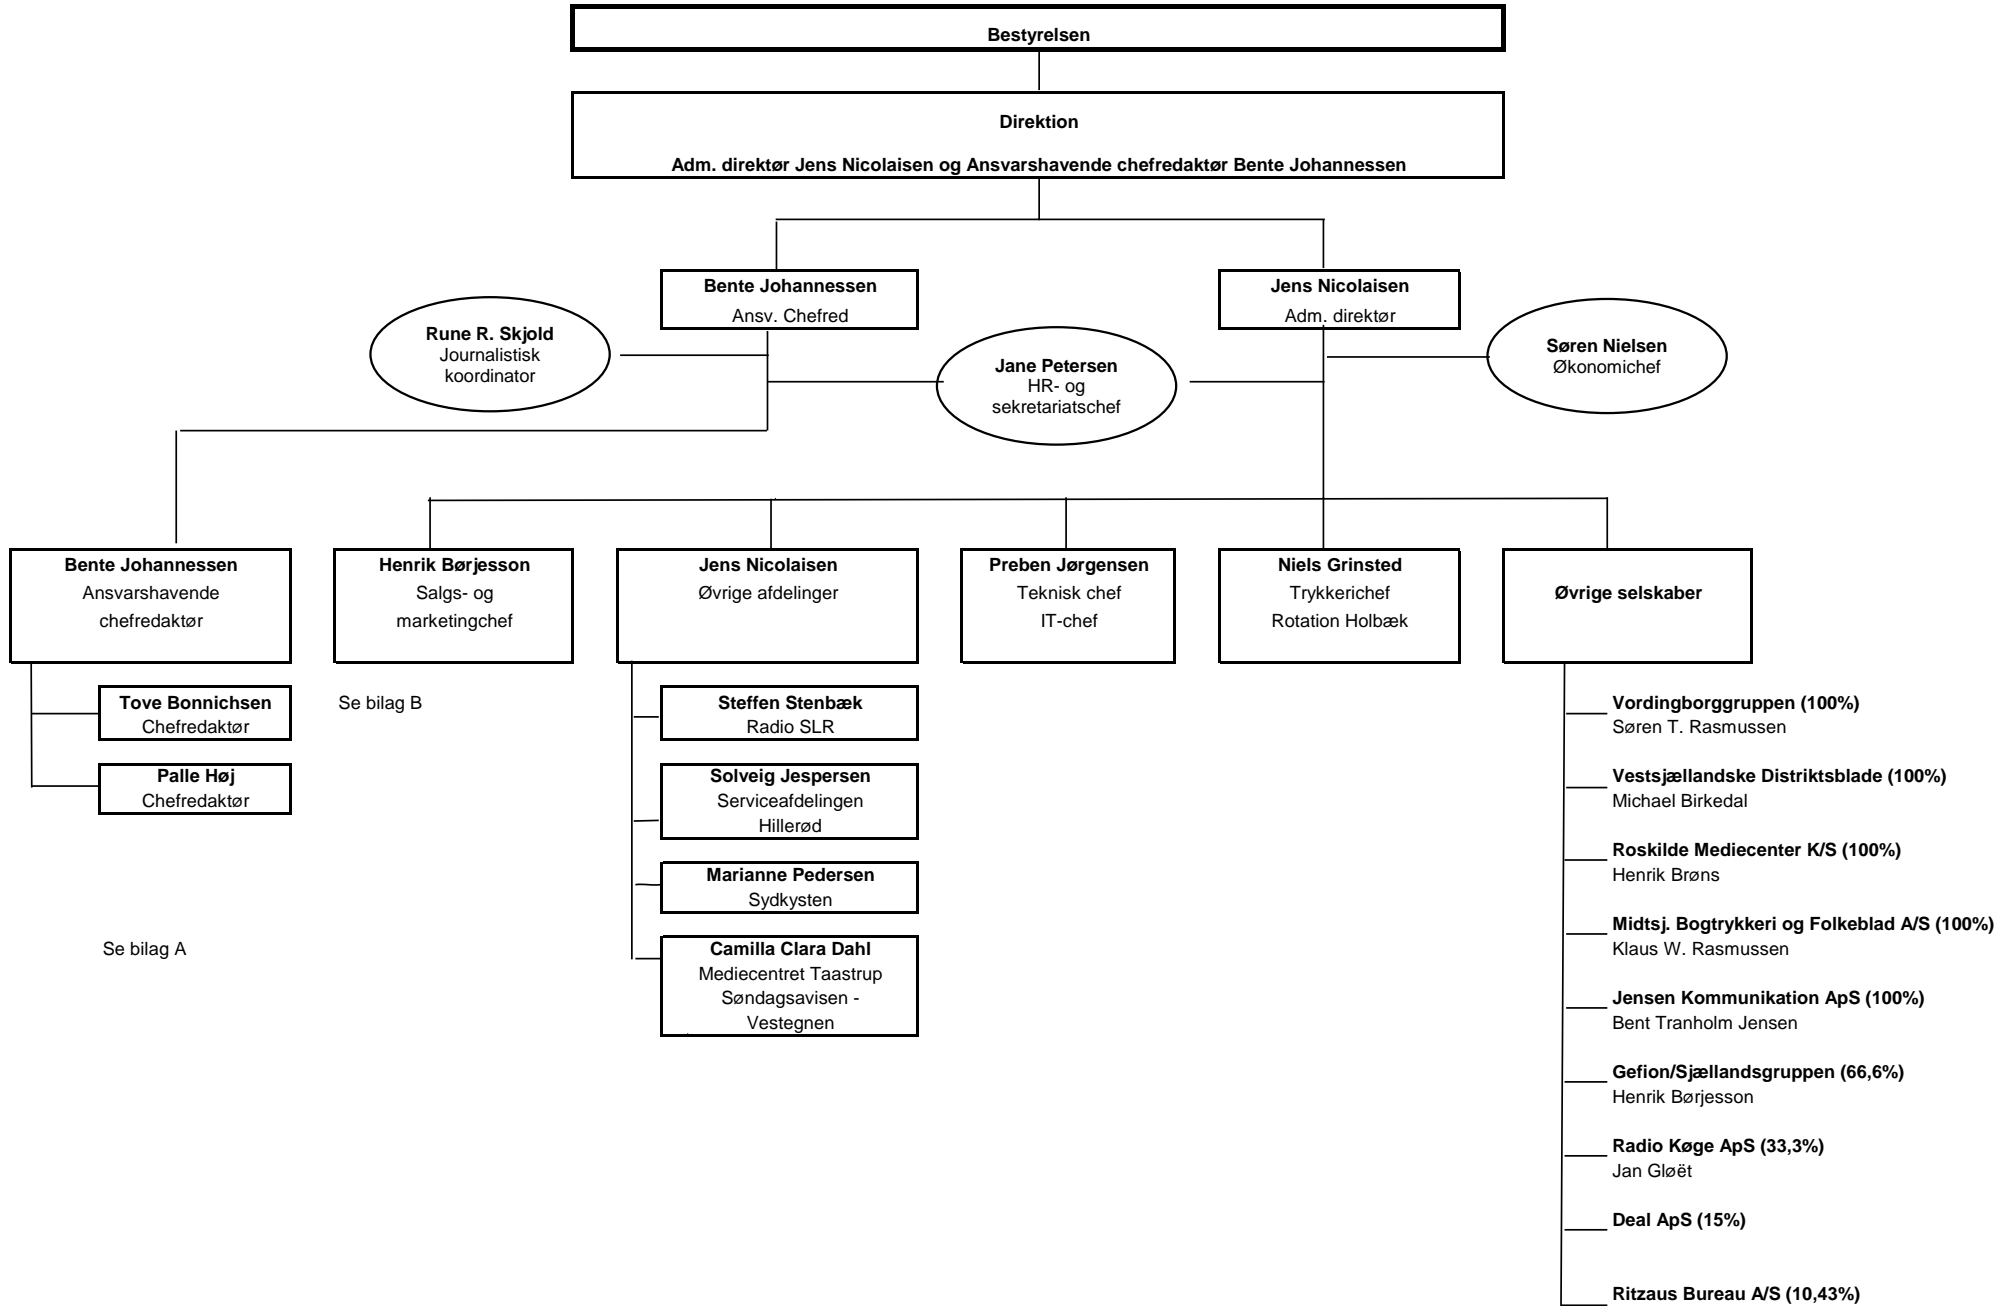 Bestyrelsen
Direktion
Adm. direktør Jens Nicolaisen og Ansvarshavende chefredaktør Bente Johannessen
Bente Johannessen
Ansv. Chefred
Jens Nicolaisen
Adm. direktør
Rune R. Skjold
Journalistisk
koordinator
Jane Petersen
HR- og
sekretariatschef
Søren Nielsen
Økonomichef
Bente Johannessen
Ansvarshavende
chefredaktør
Henrik Børjesson
Salgs- og
marketingchef
Jens Nicolaisen
Øvrige afdelinger
Preben Jørgensen
Teknisk chef
IT-chef
Niels Grinsted
Trykkerichef
Rotation Holbæk
Øvrige selskaber
Tove Bonnichsen
Chefredaktør
Palle Høj
Chefredaktør
Se bilag A
Se bilag B
Steffen Stenbæk
Radio SLR
Solveig Jespersen
Serviceafdelingen
Hillerød
Marianne Pedersen
Sydkysten
Camilla Clara Dahl
Mediecentret Taastrup
Søndagsavisen -
Vestegnen
Vordingborggruppen (100%)
Søren T. Rasmussen
Vestsjællandske Distriktsblade (100%)
Michael Birkedal
Roskilde Mediecenter K/S (100%)
Henrik Brøns
Midtsj. Bogtrykkeri og Folkeblad A/S (100%)
Klaus W. Rasmussen
Jensen Kommunikation ApS (100%)
Bent Tranholm Jensen
Gefion/Sjællandsgruppen (66,6%)
Henrik Børjesson
Radio Køge ApS (33,3%)
Jan Gløët
Deal ApS (15%)
Ritzaus Bureau A/S (10,43%)